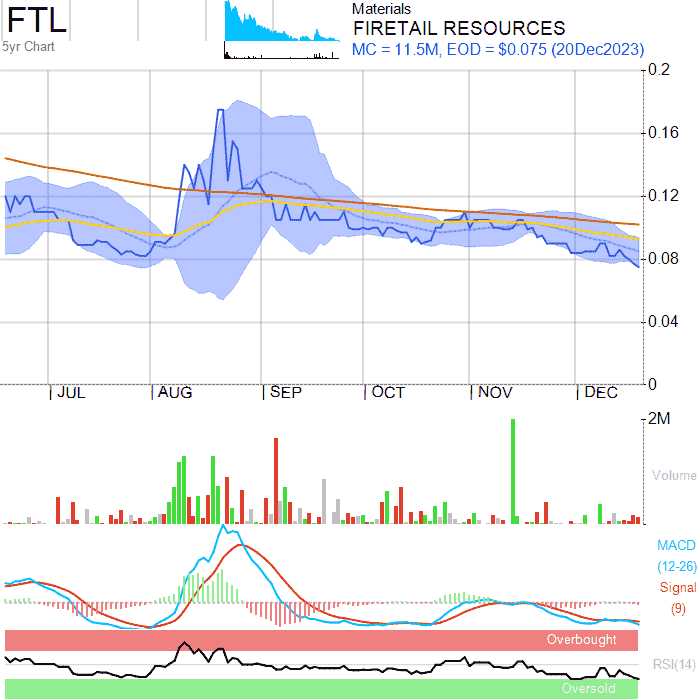 FTL
5yr Chart
Materials
FIRETAIL RESOURCES
MC = 11.5M, EOD = $0.075 (20Dec2023)
0.2
0.16
0.12
0.08
0.04
0
JUL AUG SEP OCT NOV DEC
2M
Volume
MACD
(12-26)
Signal
(9)
Overbought
RSI(14)
Oversold